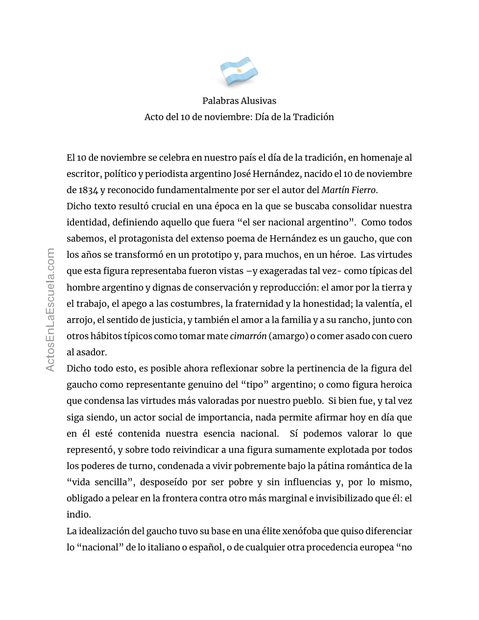 Palabras Alusivas
Acto del 10 de noviembre: Día de la Tradición
El 10 de noviembre se celebra en nuestro país el día de la tradición, en homenaje al
escritor, político y periodista argentino José Hernández, nacido el 10 de noviembre
de 1834 y reconocido fundamentalmente por ser el autor del Martín Fierro.
Dicho texto resultó crucial en una época en la que se buscaba consolidar nuestra
identidad, definiendo aquello que fuera “el ser nacional argentino”. Como todos
sabemos, el protagonista del extenso poema de Hernández es un gaucho, que con
los años se transformó en un prototipo y, para muchos, en un héroe. Las virtudes
que esta figura representaba fueron vistas –y exageradas tal vez- como típicas del
hombre argentino y dignas de conservación y reproducción: el amor por la tierra y
el trabajo, el apego a las costumbres, la fraternidad y la honestidad; la valentía, el
arrojo, el sentido de justicia, y también el amor a la familia y a su rancho, junto con
otros hábitos típicos como tomar mate cimarrón (amargo) o comer asado con cuero
al asador.
Dicho todo esto, es posible ahora reflexionar sobre la pertinencia de la figura del
gaucho como representante genuino del “tipo” argentino; o como figura heroica
que condensa las virtudes más valoradas por nuestro pueblo. Si bien fue, y tal vez
siga siendo, un actor social de importancia, nada permite afirmar hoy en día que
en él esté contenida nuestra esencia nacional. Sí podemos valorar lo que
representó, y sobre todo reivindicar a una figura sumamente explotada por todos
los poderes de turno, condenada a vivir pobremente bajo la pátina romántica de la
“vida sencilla”, desposeído por ser pobre y sin influencias y, por lo mismo,
obligado a pelear en la frontera contra otro más marginal e invisibilizado que él: el
indio.
La idealización del gaucho tuvo su base en una élite xenófoba que quiso diferenciar
lo “nacional” de lo italiano o español, o de cualquier otra procedencia europea “no
ActosEnLaEscuela.com